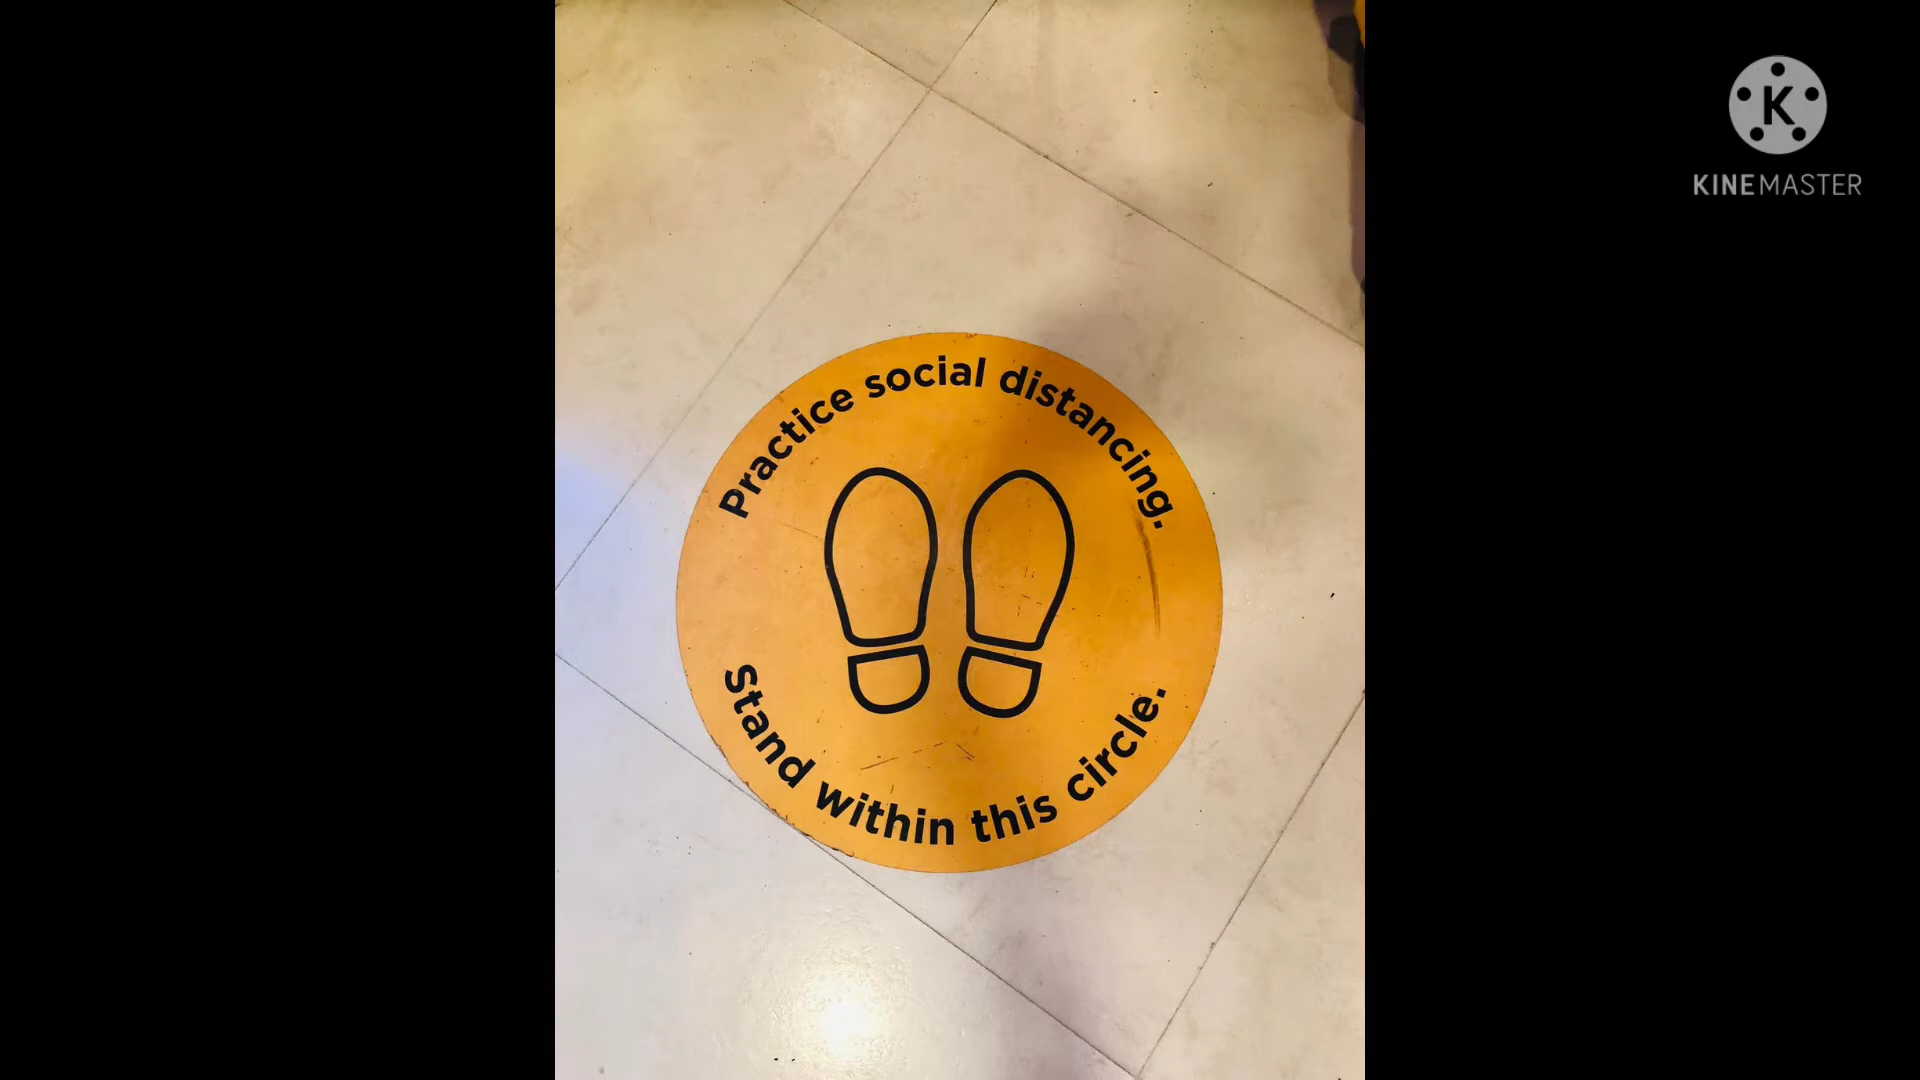 K
KINEMASTER
Practice social distancing.
Stand within this circle.